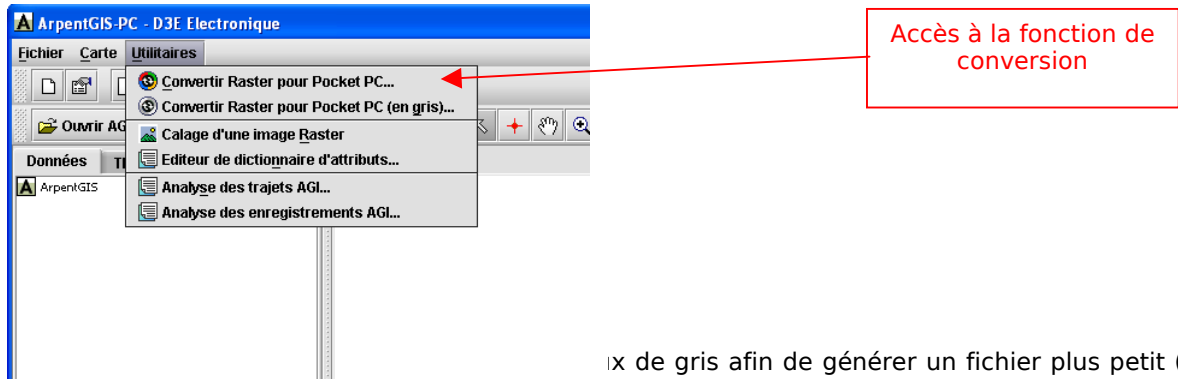 ArpentGIS-PC - D3E Electronique
Fichier Carte Utilitaires
Convertir Raster pour Pocket PC...
Convertir Raster pour Pocket PC (en gris)...
Ouvrir AG
Calage d'une image Raster
Données
Editeur de dictionnaire d'attributs...
ArpentGIS
Analyse des trajets AGI...
Analyse des enregistrements AGI...
Accès à la fonction de
conversion
de gris afin de générer un fichier plus petit (